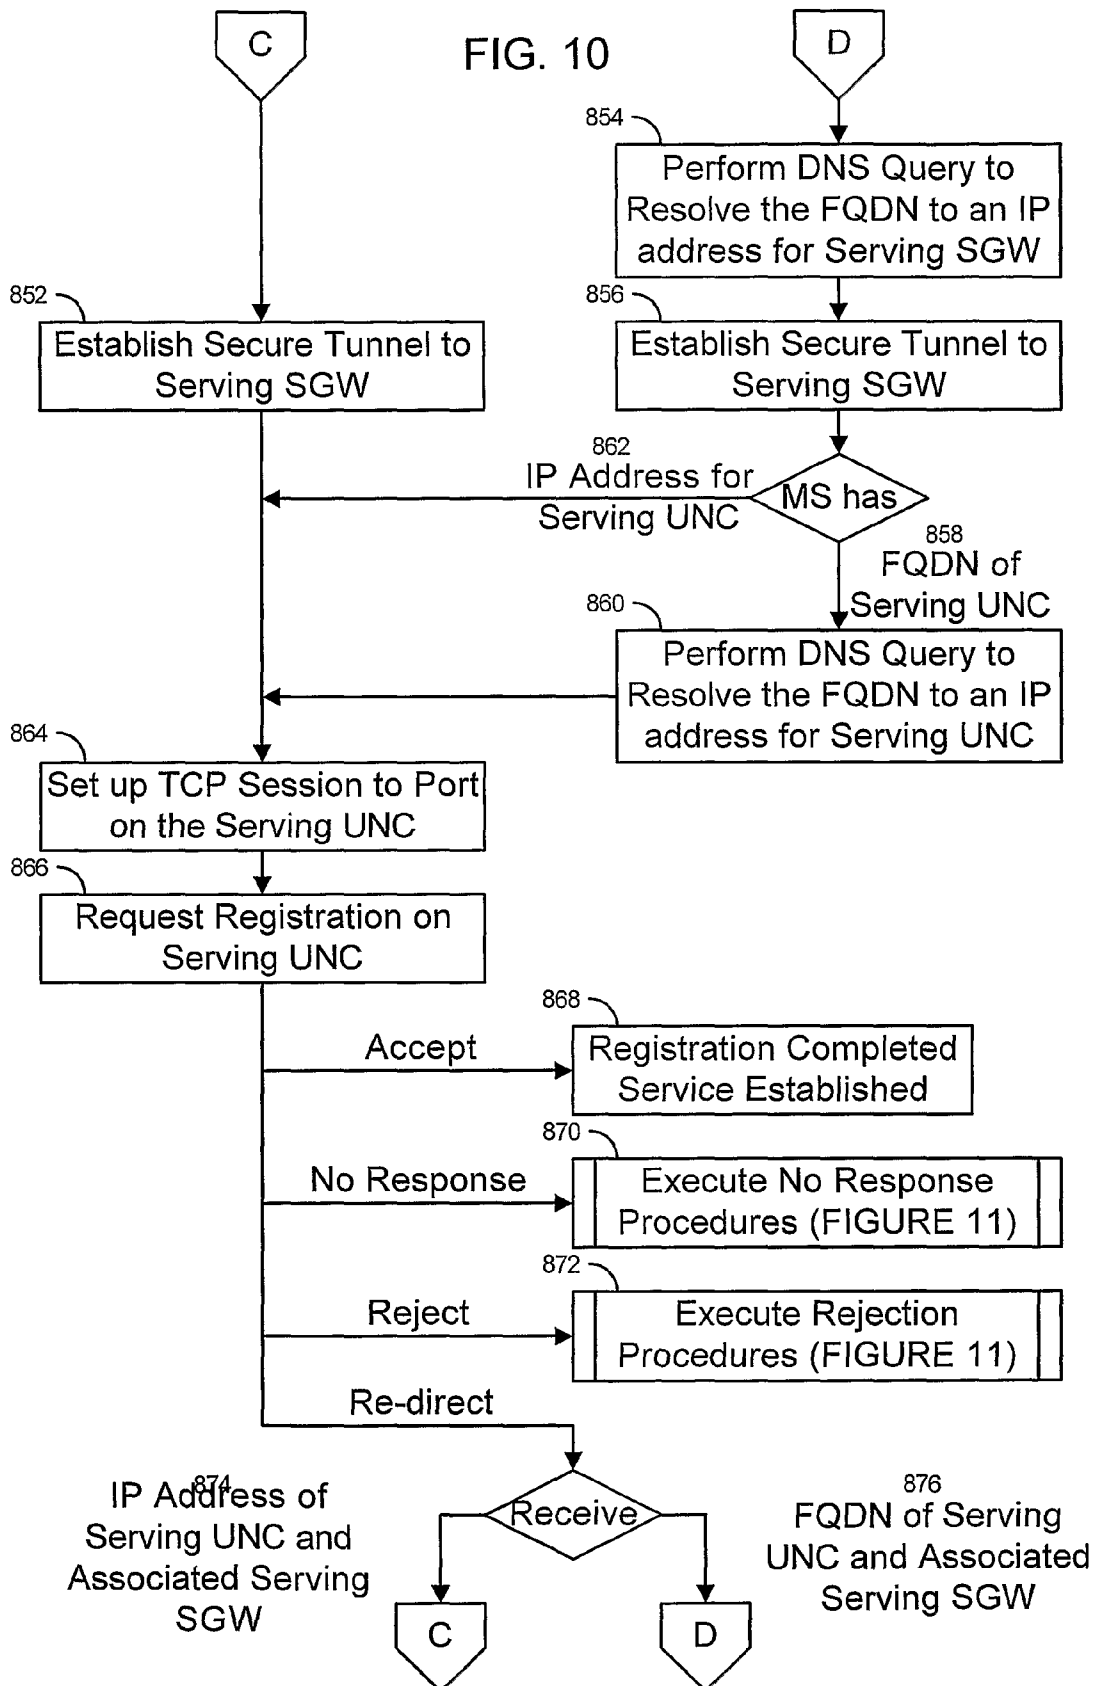 C
FIG. 10
D
854
Perform DNS Query to
Resolve the FQDN to an IP
address for Serving SGW
852
Establish Secure Tunnel to
Serving SGW
856
Establish Secure Tunnel to
Serving SGW
862
IP Address for
Serving UNC
MS has
858
FQDN of
Serving UNC
860
Perform DNS Query to
Resolve the FQDN to an IP
address for Serving UNC
864
Set up TCP Session to Port
on the Serving UNC
866
Request Registration on
Serving UNC
Accept
868
Registration Completed
Service Established
No Response
870
Execute No Response
Procedures (FIGURE 11)
Reject
872
Execute Rejection
Procedures (FIGURE 11)
Re-direct
Receive
874
IP Address of
Serving UNC and
Associated Serving
SGW
876
FQDN of Serving
UNC and Associated
Serving SGW
C
D